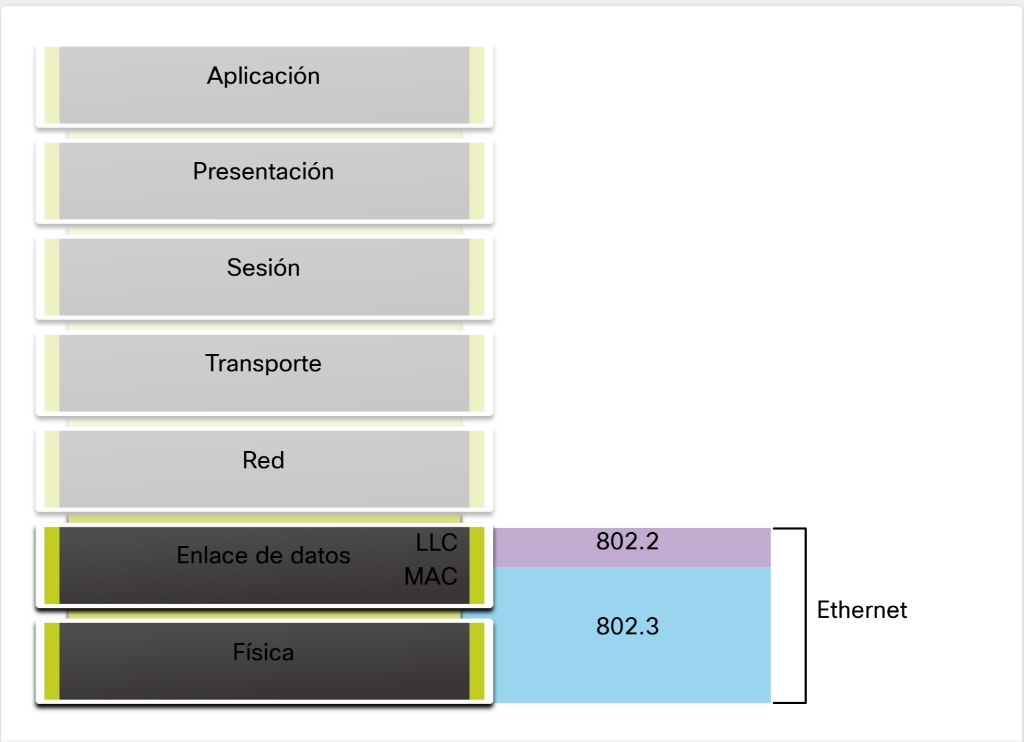 Aplicación
Presentación
Sesión
Transporte
Red
Enlace de datos
LLC
MAC
802.2
802.3
Ethernet
Física